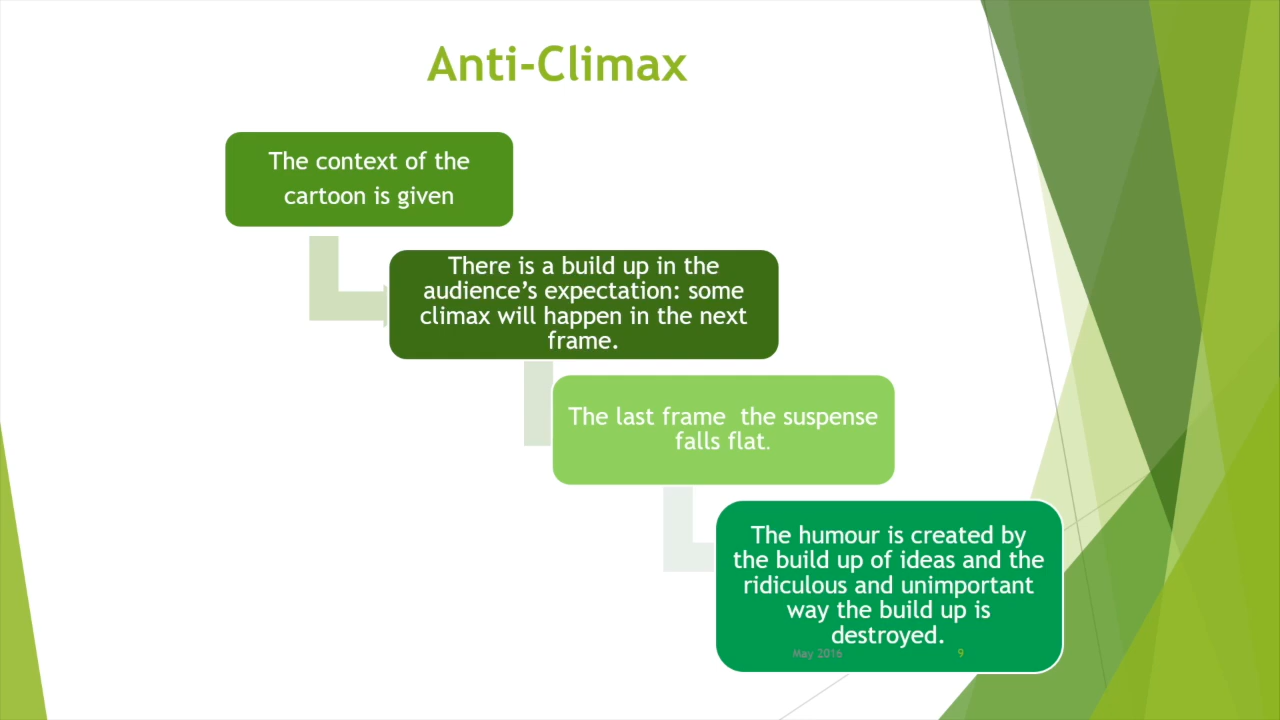 Anti-Climax
The context of the
cartoon is given
There is a build up in the
audience’s expectation: some
climax will happen in the next
frame.
The last frame  the suspense
falls flat.
The humour is created by
the build up of ideas and the
ridiculous and unimportant
way the build up is
destroyed.
May 2016
9